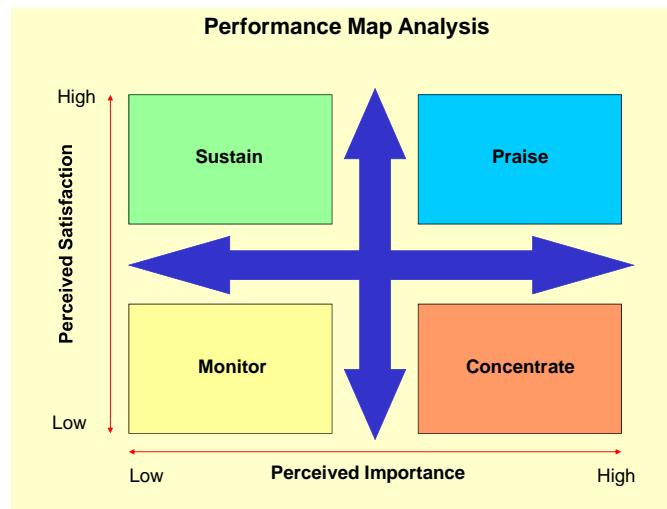 Performance Map Analysis
High
Sustain
Praise
Perceived Satisfaction
Monitor
Concentrate
Low
Low
Perceived Importance
High